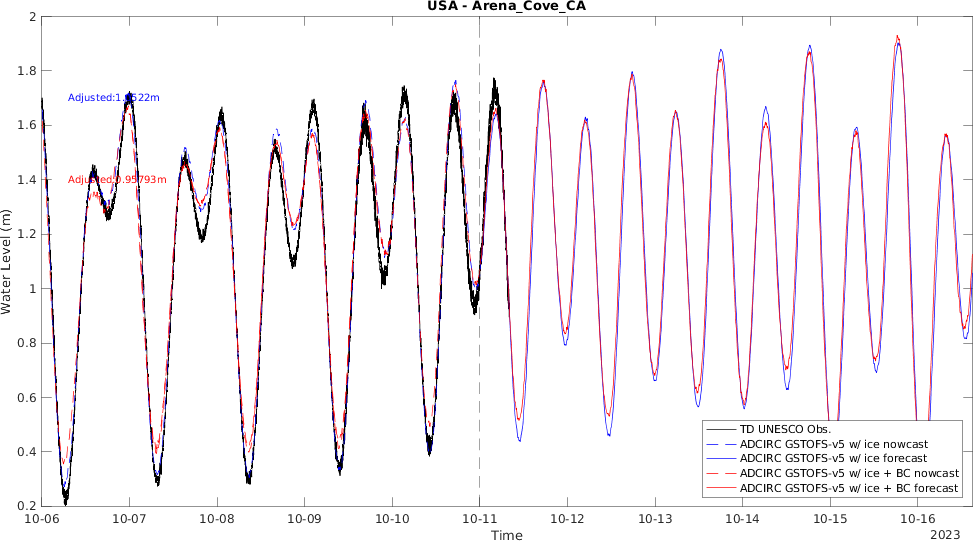 USA - Arena_Cove_CA
2
1.8
1.6
1.4
1.2
1
0.8
0.6
0.4
0.2
Water Level (m)
Adjusted:0.95793m
TD UNESCO Obs.
ADCIRC GSTOFS-v5 w/ ice nowcast
ADCIRC GSTOFS-v5 w/ ice forecast
ADCIRC GSTOFS-v5 w/ ice + BC nowcast
ADCIRC GSTOFS-v5 w/ ice + BC forecast
10-06 10-07 10-08 10-09 10-10 10-11 10-12 10-13 10-14 10-15 10-16
Time
2023